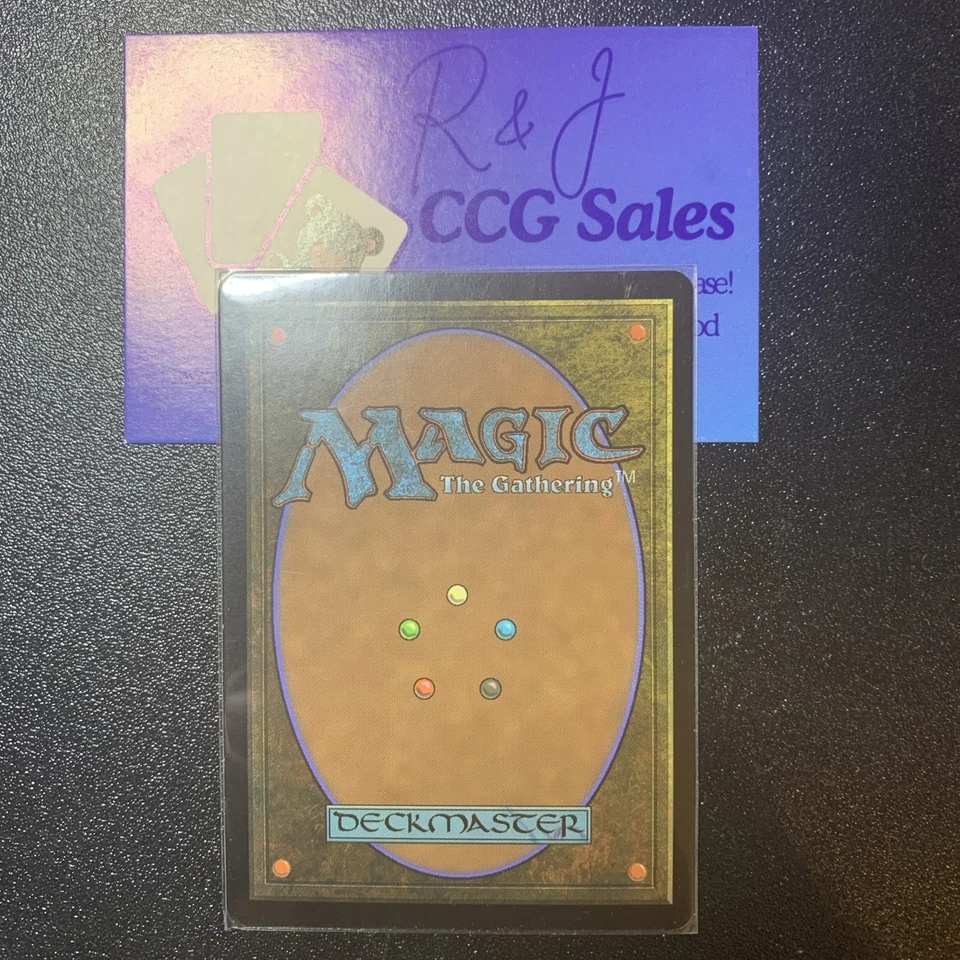 R & J
CCG Sales
ase!
od
MAGIC
The Gathering™
DECKMASTER